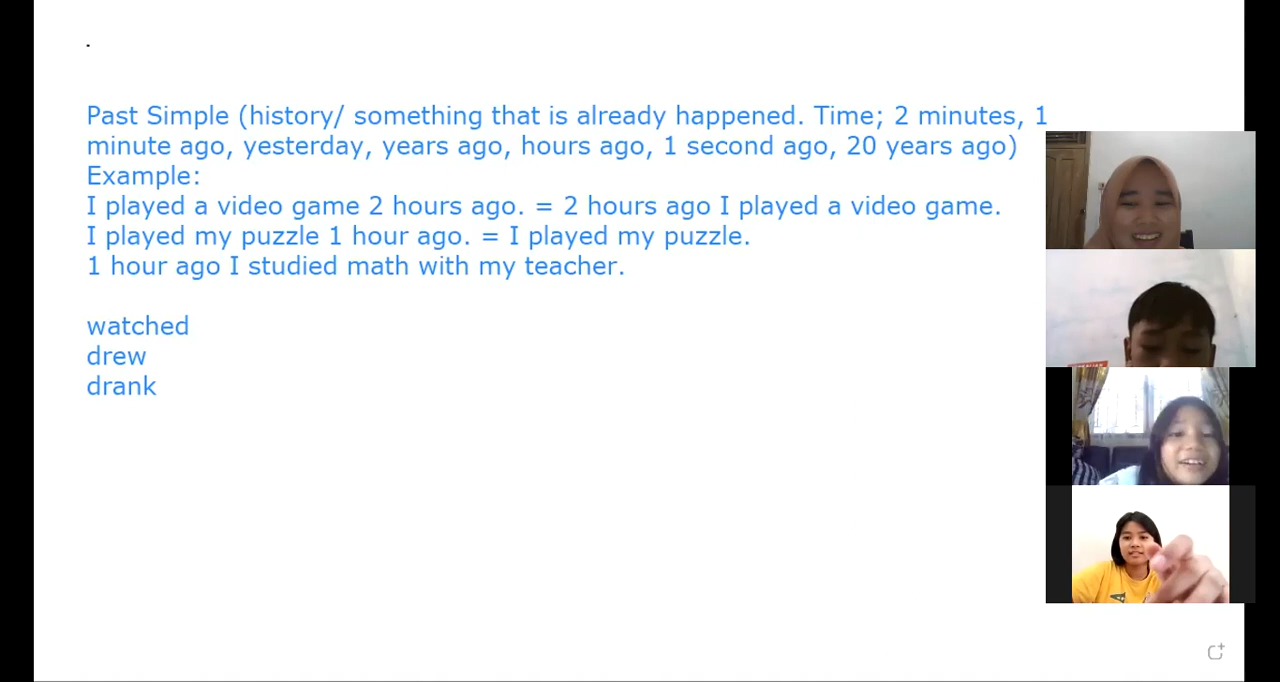 .
Past Simple (history/ something that is already happened. Time; 2 minutes, 1
minute ago, yesterday, years ago, hours ago, 1 second ago, 20 years ago)
Example:
I played a video game 2 hours ago. = 2 hours ago I played a video game.
I played my puzzle 1 hour ago. = I played my puzzle.
1 hour ago I studied math with my teacher.
watched
drew
drank